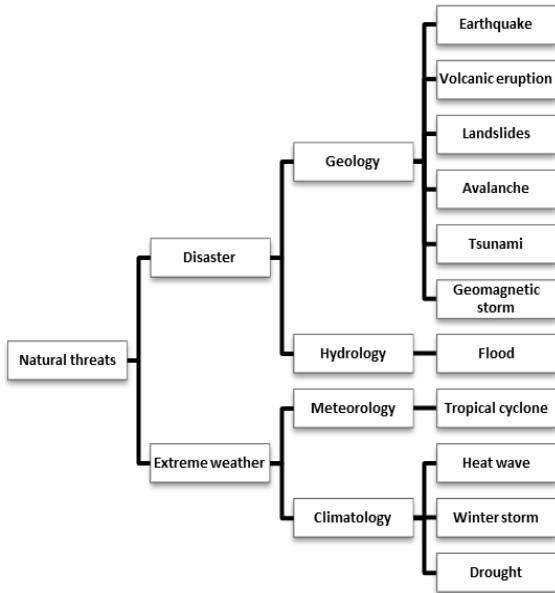 Earthquake
Volcanic eruption
Landslides
Geology
Avalanche
Disaster
Tsunami
Geomagnetic
storm
Natural threats
Hydrology
Flood
Meteorology
Tropical cyclone
Extreme weather
Heat wave
Climatology
Winter storm
Drought